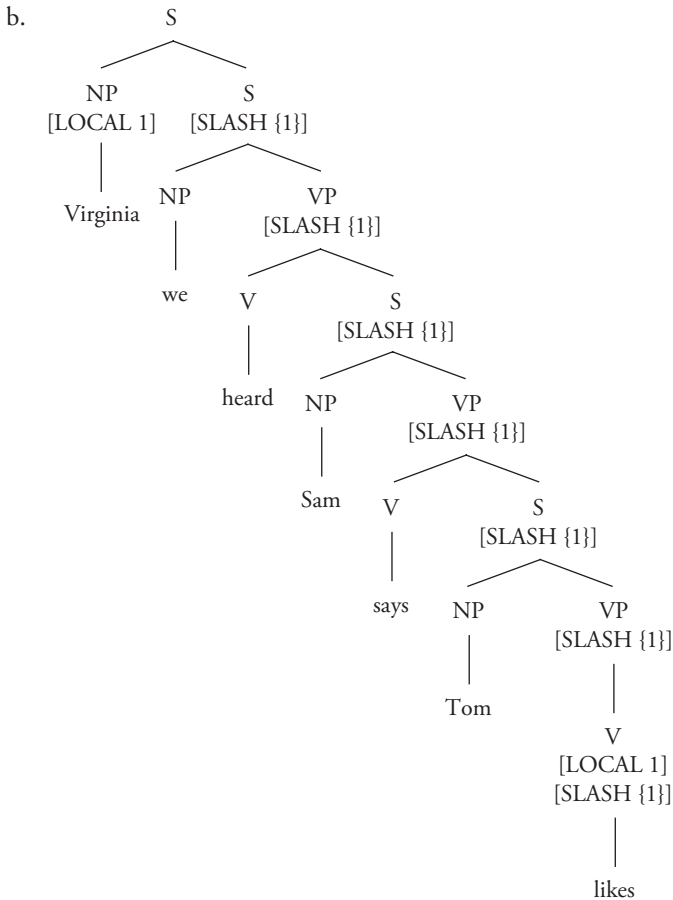 b. S
NP S
[LOCAL 1] [SLASH {1}]
Virginia NP VP
[SLASH {1}]
we V S
[SLASH {1}]
heard NP VP
[SLASH {1}]
Sam V S
[SLASH {1}]
says NP VP
[SLASH {1}]
Tom V
[LOCAL 1]
[SLASH {1}]
likes